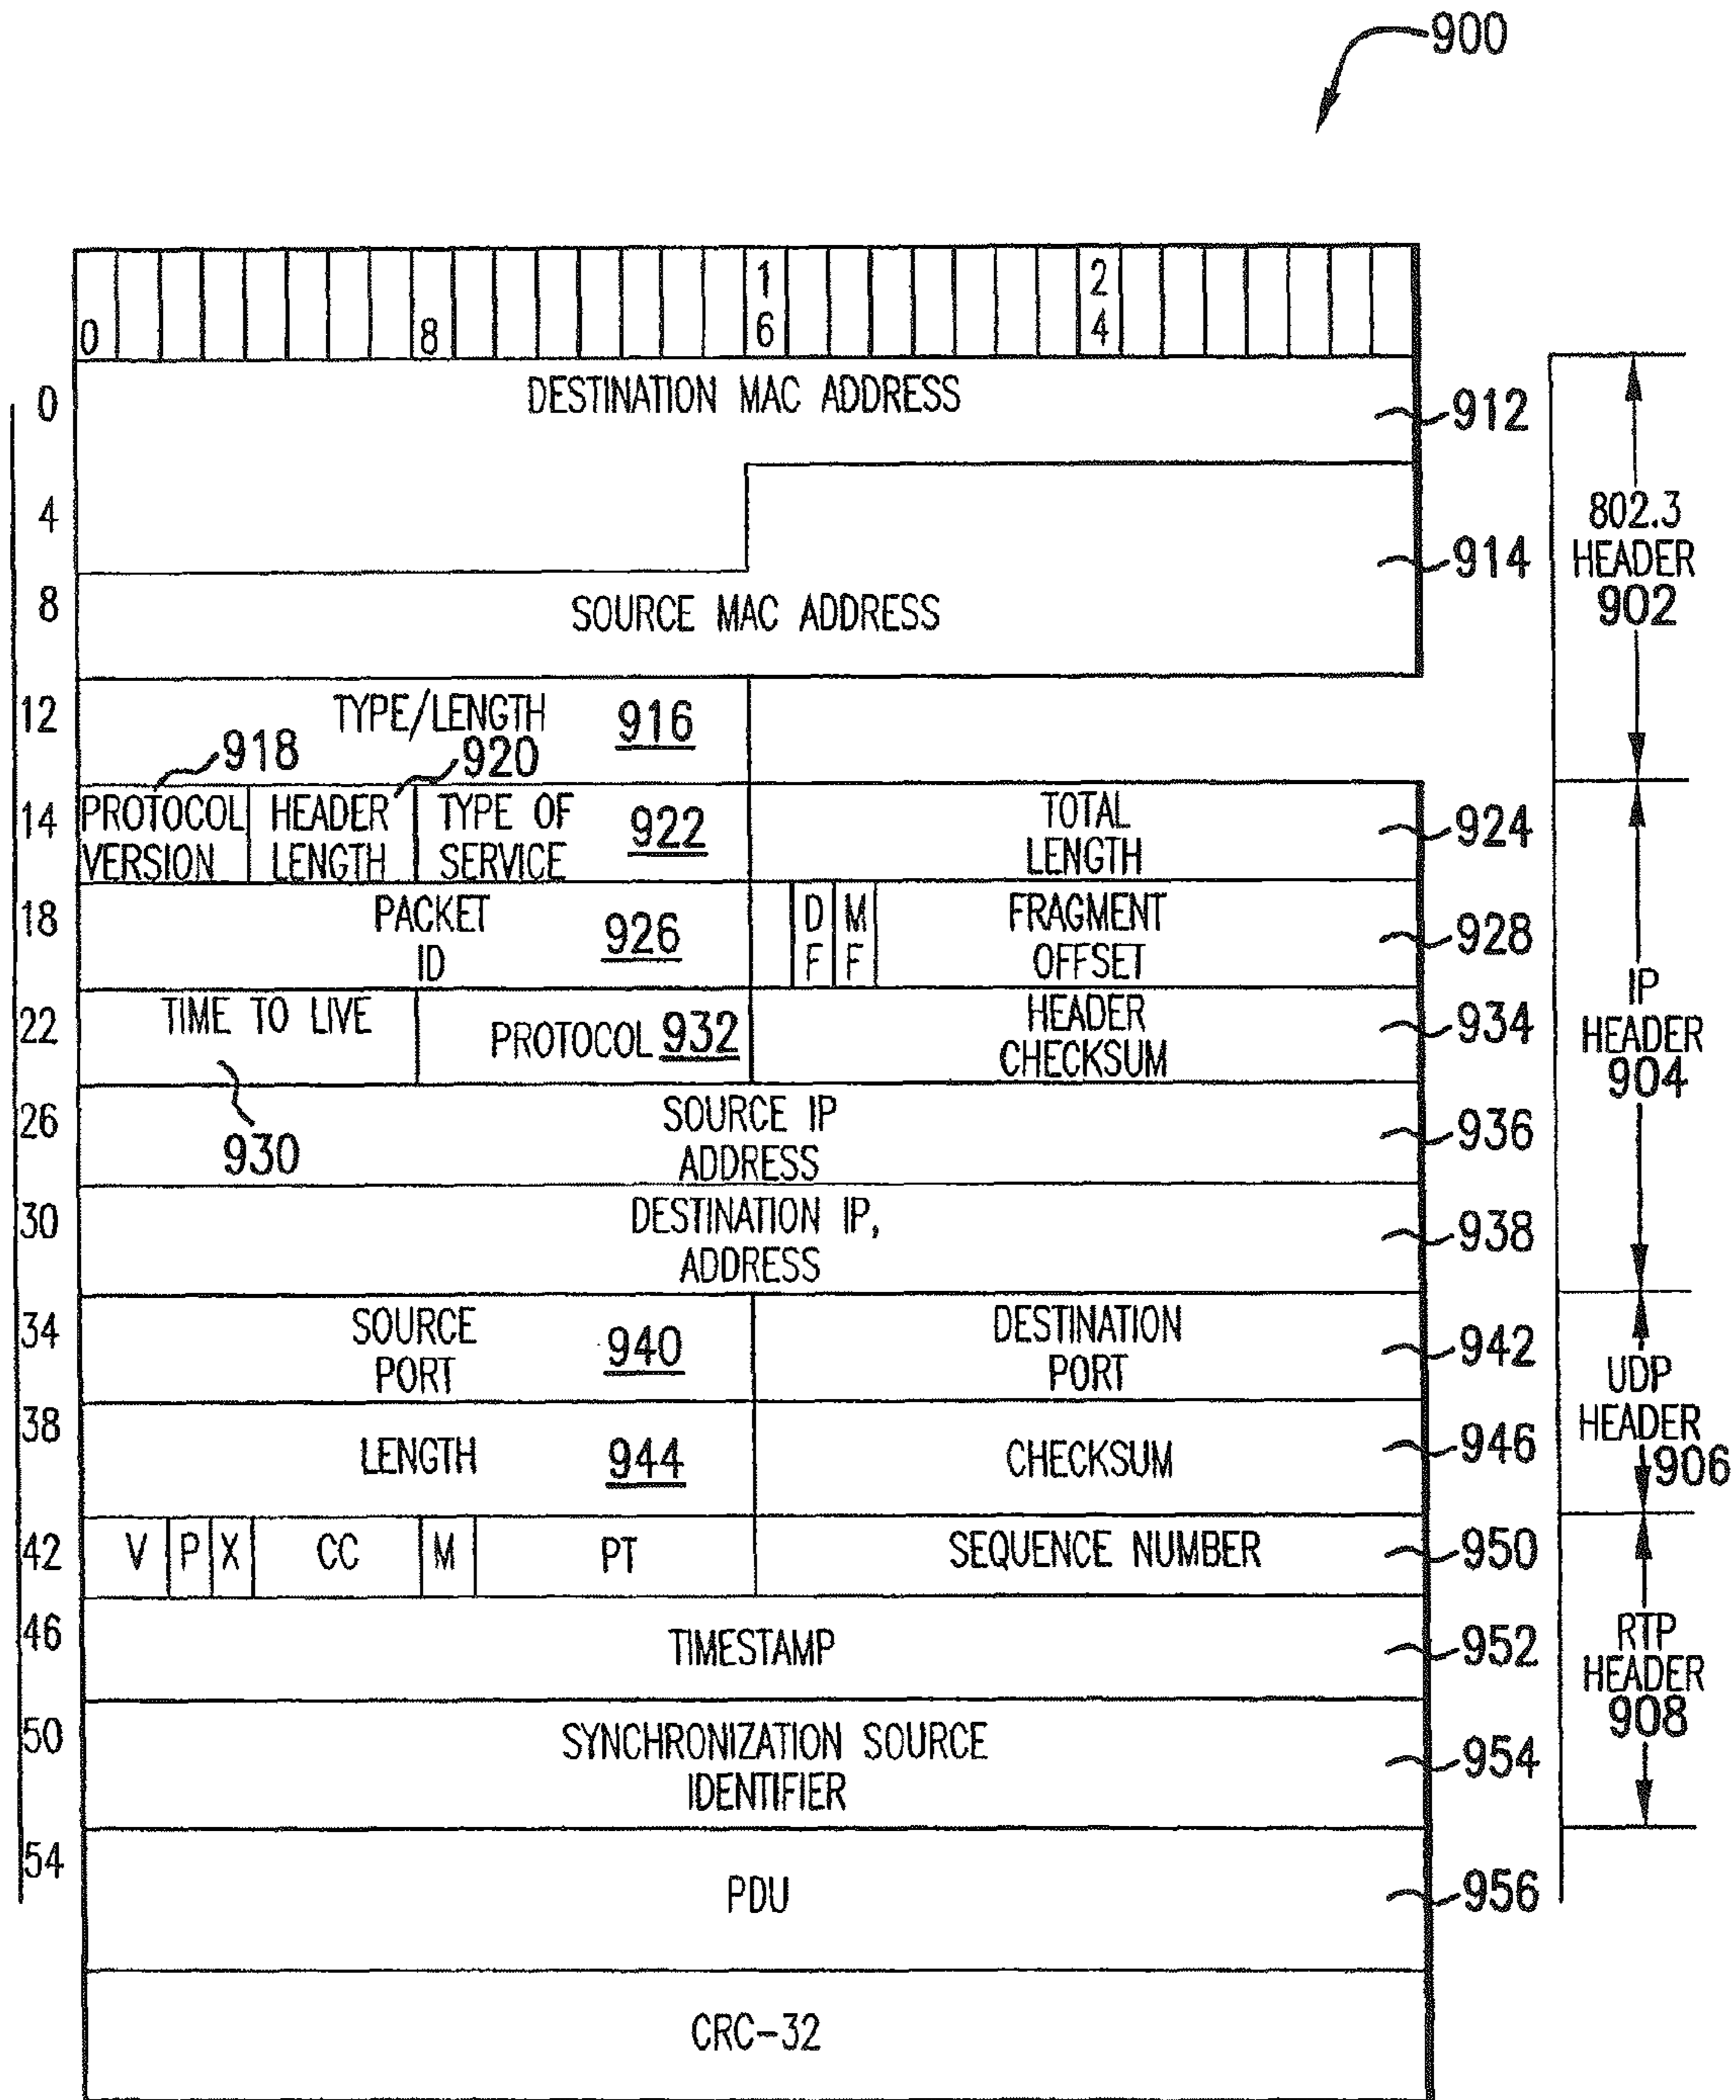 900
0 8 16 24
0 DESTINATION MAC ADDRESS 912
4
802.3
HEADER
902
914
8 SOURCE MAC ADDRESS
12 TYPE/LENGTH 916
918 920
14 PROTOCOL VERSION HEADER LENGTH TYPE OF SERVICE 922 TOTAL LENGTH 924
18 PACKET ID 926 DF MF FRAGMENT OFFSET 928
IP
HEADER
904
22 TIME TO LIVE PROTOCOL 932 HEADER CHECKSUM 934
930
26 SOURCE IP ADDRESS 936
30 DESTINATION IP, ADDRESS 938
34 SOURCE PORT 940 DESTINATION PORT 942
UDP
HEADER
906
38 LENGTH 944 CHECKSUM 946
42 V P X CC M PT SEQUENCE NUMBER 950
46 TIMESTAMP 952
RTP
HEADER
908
50 SYNCHRONIZATION SOURCE IDENTIFIER 954
54 PDU 956
CRC-32